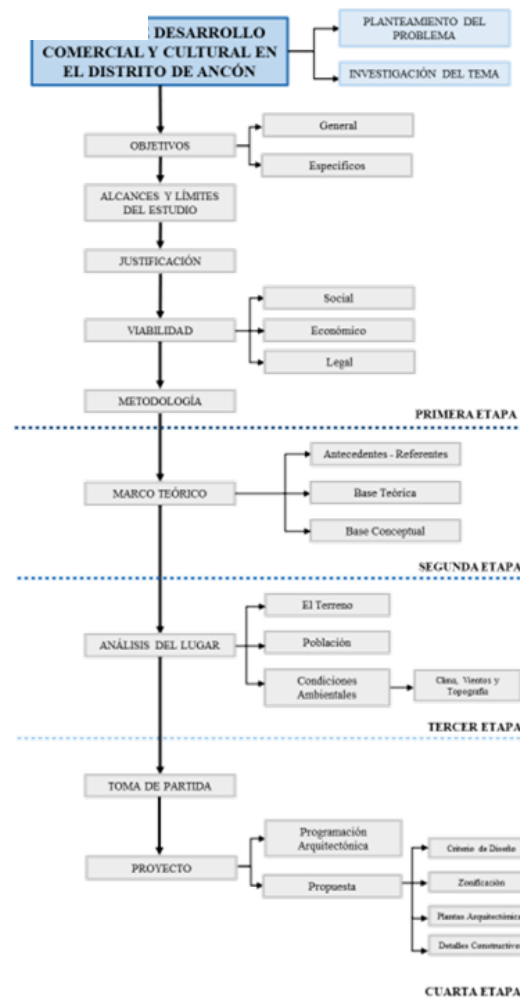 E DESARROLLO
COMERCIAL Y CULTURAL EN
EL DISTRITO DE ANCÓN
PLANTEAMIENTO DEL
PROBLEMA
INVESTIGACIÓN DEL TEMA
OBJETIVOS
General
Específicos
ALCANCES Y LÍMITES
DEL ESTUDIO
JUSTIFICACIÓN
VIABILIDAD
Social
Económico
Legal
METODOLOGÍA
PRIMERA ETAPA
MARCO TEÓRICO
Antecedentes - Referentes
Base Teórica
Base Conceptual
SEGUNDA ETAPA
ANÁLISIS DEL LUGAR
El Terreno
Población
Condiciones
Ambientales
Clima, Vientos y
Topografía
TERCER ETAPA
TOMA DE PARTIDA
PROYECTO
Programación
Arquitectónica
Propuesta
Criterio de Diseño
Zonificación
Plantas Arquitectónica
Detalles Constructivo
CUARTA ETAPA